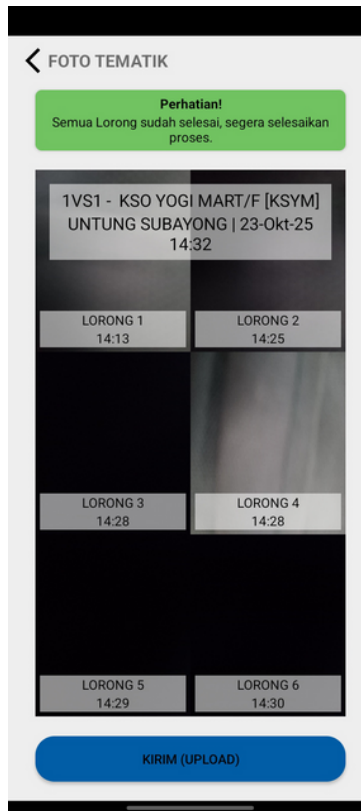 FOTO TEMATIK
Perhatian!
Semua Lorong sudah selesai, segera selesaikan
proses.
1VS1 - KSO YOGI MART/F [KSYM]
UNTUNG SUBAYONG | 23-Okt-25
14:32
LORONG 1
14:13
LORONG 2
14:25
LORONG 3
14:28
LORONG 4
14:28
LORONG 5
14:29
LORONG 6
14:30
KIRIM (UPLOAD)